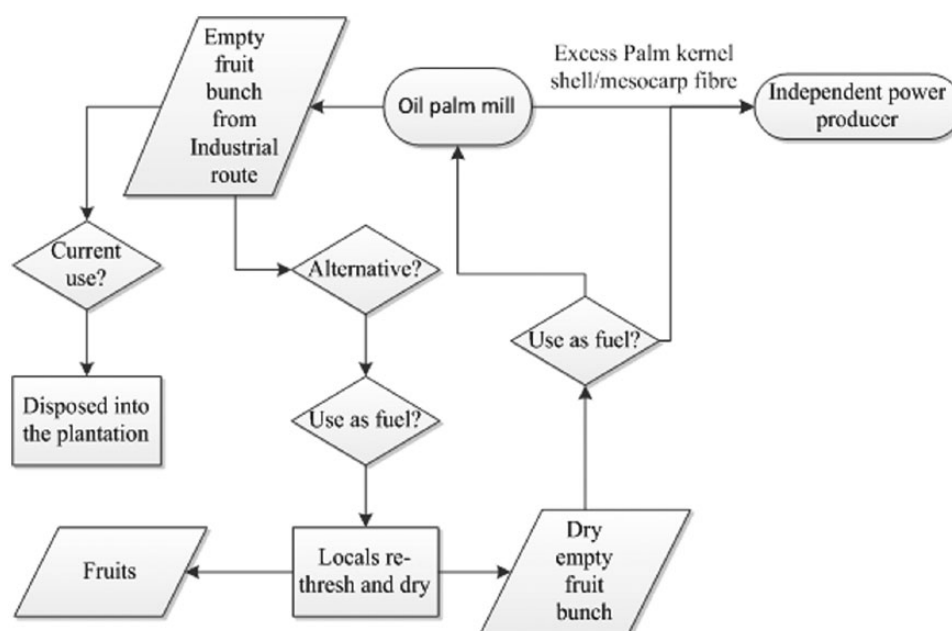 Empty
fruit
bunch
from
Industrial
route
Oil palm mill
Excess Palm kernel
shell/mesocarp fibre
Independent power
producer
Current
use?
Alternative?
Use as fuel?
Disposed into
the plantation
Use as fuel?
Fruits
Locals re-
thresh and dry
Dry
empty
fruit
bunch